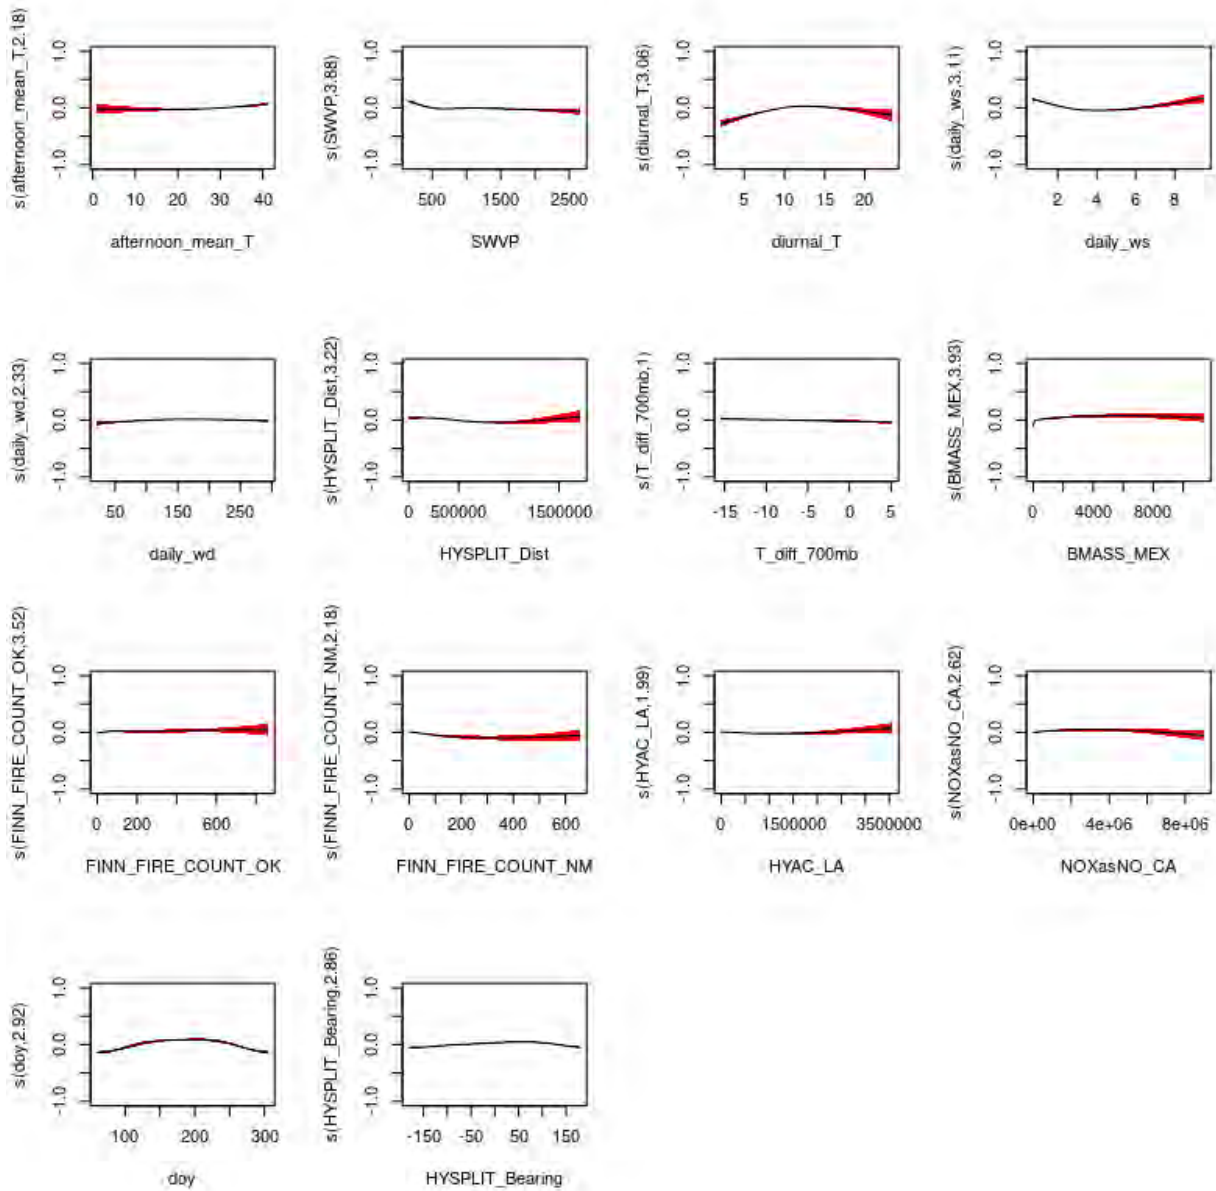 s(afternoon_mean_T,2.18)
1.0
0.0
-1.0
0 10 20 30 40
afternoon_mean_T
s(SWVP,3.88)
1.0
0.0
-1.0
500 1500 2500
SWVP
s(diurnal_T,3.06)
1.0
0.0
-1.0
5 10 15 20
diurnal_T
s(daily_ws,3.11)
1.0
0.0
-1.0
2 4 6 8
daily_ws
s(daily_wd,2.33)
1.0
0.0
-1.0
50 150 250
daily_wd
s(HYSPLIT_Dist,3.22)
1.0
0.0
-1.0
0 500000 1500000
HYSPLIT_Dist
s(T_diff_700mb,1)
1.0
0.0
-1.0
-15 -10 -5 0 5
T_diff_700mb
s(BMASS_MEX,3.93)
1.0
0.0
-1.0
0 4000 8000
BMASS_MEX
s(FINN_FIRE_COUNT_OK,3.52)
1.0
0.0
-1.0
0 200 600
FINN_FIRE_COUNT_OK
s(FINN_FIRE_COUNT_NM,2.18)
1.0
0.0
-1.0
0 200 400 600
FINN_FIRE_COUNT_NM
s(HYAC_LA,1.99)
1.0
0.0
-1.0
0 1500000 3500000
HYAC_LA
s(NOXasNO_CA,2.62)
1.0
0.0
-1.0
0e+00 4e+06 8e+06
NOXasNO_CA
s(doy,2.92)
1.0
0.0
-1.0
100 200 300
doy
s(HYSPLIT_Bearing,2.86)
1.0
0.0
-1.0
-150 -50 50 150
HYSPLIT_Bearing